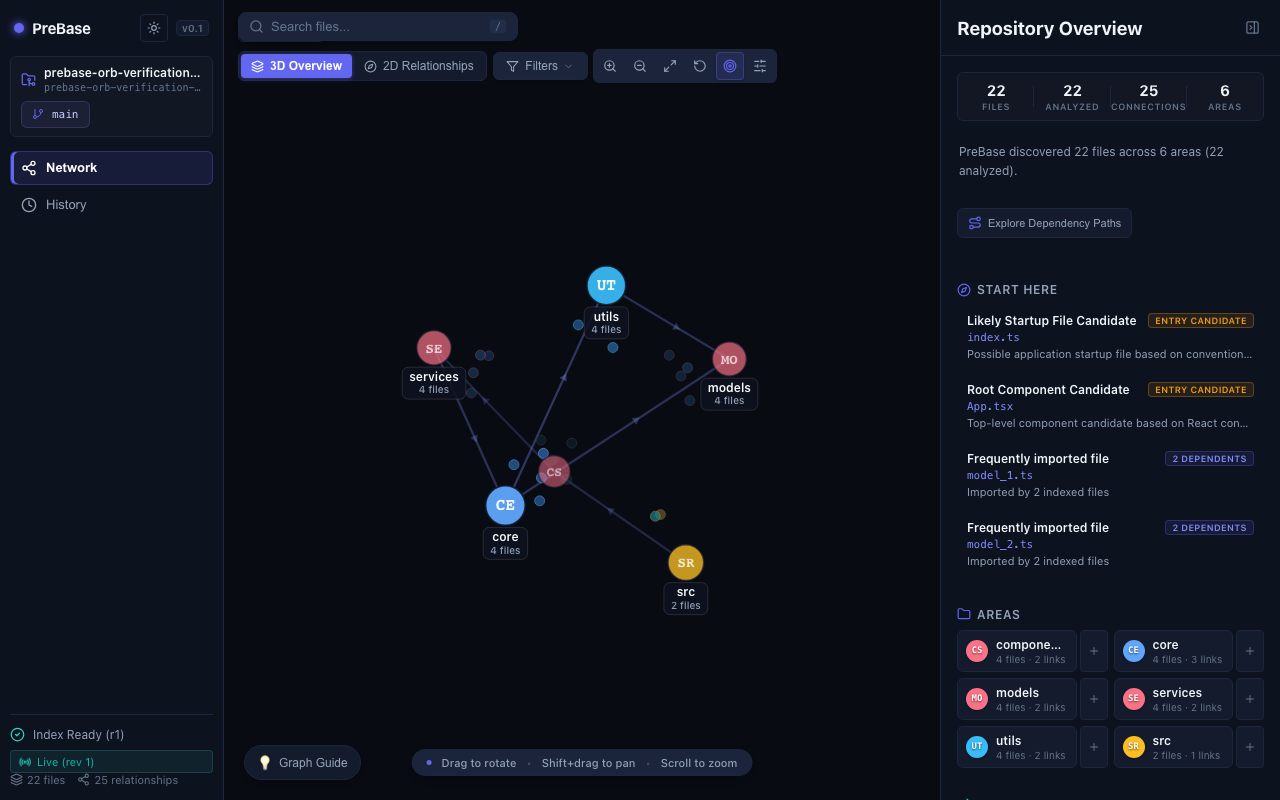 PreBase
v0.1
prebase-orb-verification...
prebase-orb-verification-…
main
Network
History
Index Ready (r1)
Live (rev 1)
22 files
25 relationships
Search files...
/
3D Overview
2D Relationships
Filters
UT
utils
4 files
SE
services
4 files
MO
models
4 files
CS
CE
core
4 files
SR
src
2 files
Graph Guide
Drag to rotate · Shift+drag to pan · Scroll to zoom
Repository Overview
22
FILES
22
ANALYZED
25
CONNECTIONS
6
AREAS
PreBase discovered 22 files across 6 areas (22
analyzed).
Explore Dependency Paths
START HERE
Likely Startup File Candidate
ENTRY CANDIDATE
index.ts
Possible application startup file based on convention...
Root Component Candidate
ENTRY CANDIDATE
App.tsx
Top-level component candidate based on React con...
Frequently imported file
2 DEPENDENTS
model_1.ts
Imported by 2 indexed files
Frequently imported file
2 DEPENDENTS
model_2.ts
Imported by 2 indexed files
AREAS
CS
compone...
4 files · 2 links
+
CE
core
4 files · 3 links
+
MO
models
4 files · 2 links
+
SE
services
4 files · 2 links
+
UT
utils
4 files · 2 links
+
SR
src
2 files · 1 links
+